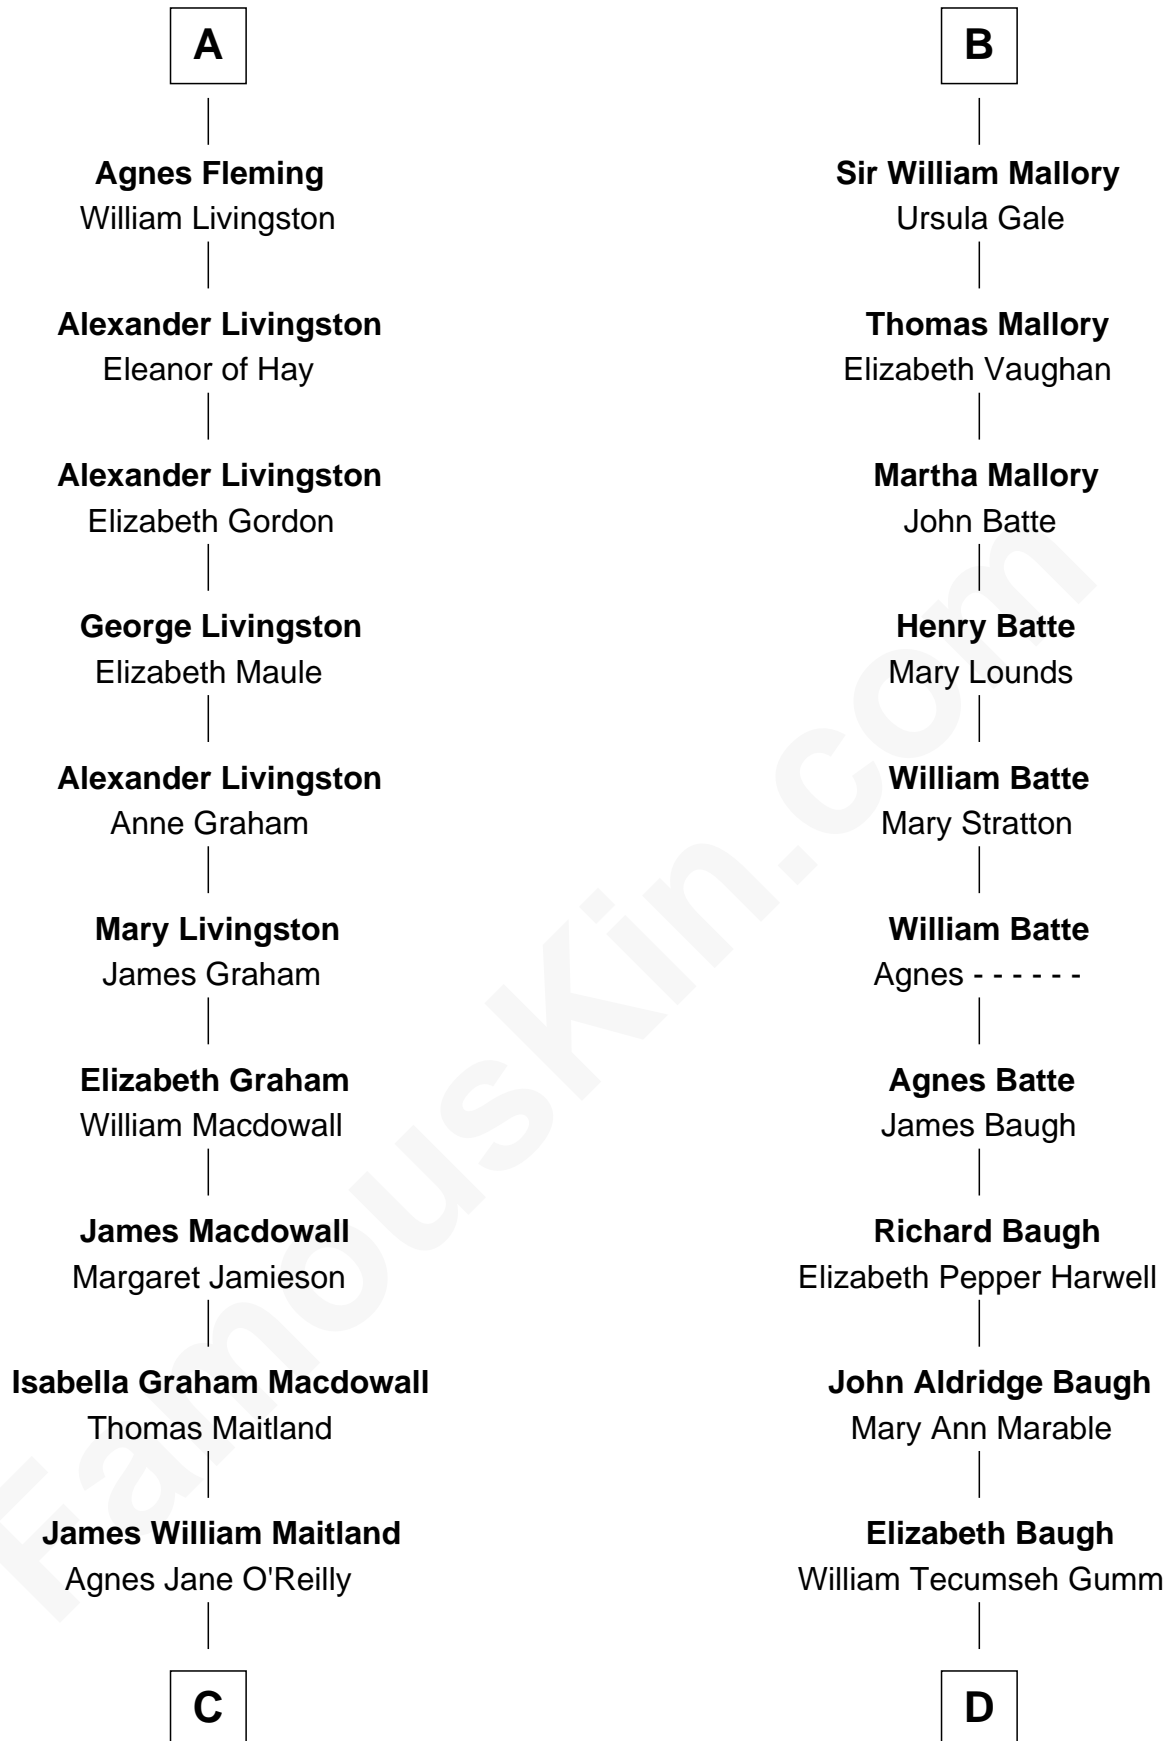 A
Agnes Fleming
William Livingston
Alexander Livingston
Eleanor of Hay
Alexander Livingston
Elizabeth Gordon
George Livingston
Elizabeth Maule
Alexander Livingston
Anne Graham
Mary Livingston
James Graham
Elizabeth Graham
William Macdowall
James Macdowall
Margaret Jamieson
Isabella Graham Macdowall
Thomas Maitland
James William Maitland
Agnes Jane O'Reilly
C
B
Sir William Mallory
Ursula Gale
Thomas Mallory
Elizabeth Vaughan
Martha Mallory
John Batte
Henry Batte
Mary Lounds
William Batte
Mary Stratton
William Batte
Agnes - - - - - -
Agnes Batte
James Baugh
Richard Baugh
Elizabeth Pepper Harwell
John Aldridge Baugh
Mary Ann Marable
Elizabeth Baugh
William Tecumseh Gumm
D
FamousKin.com